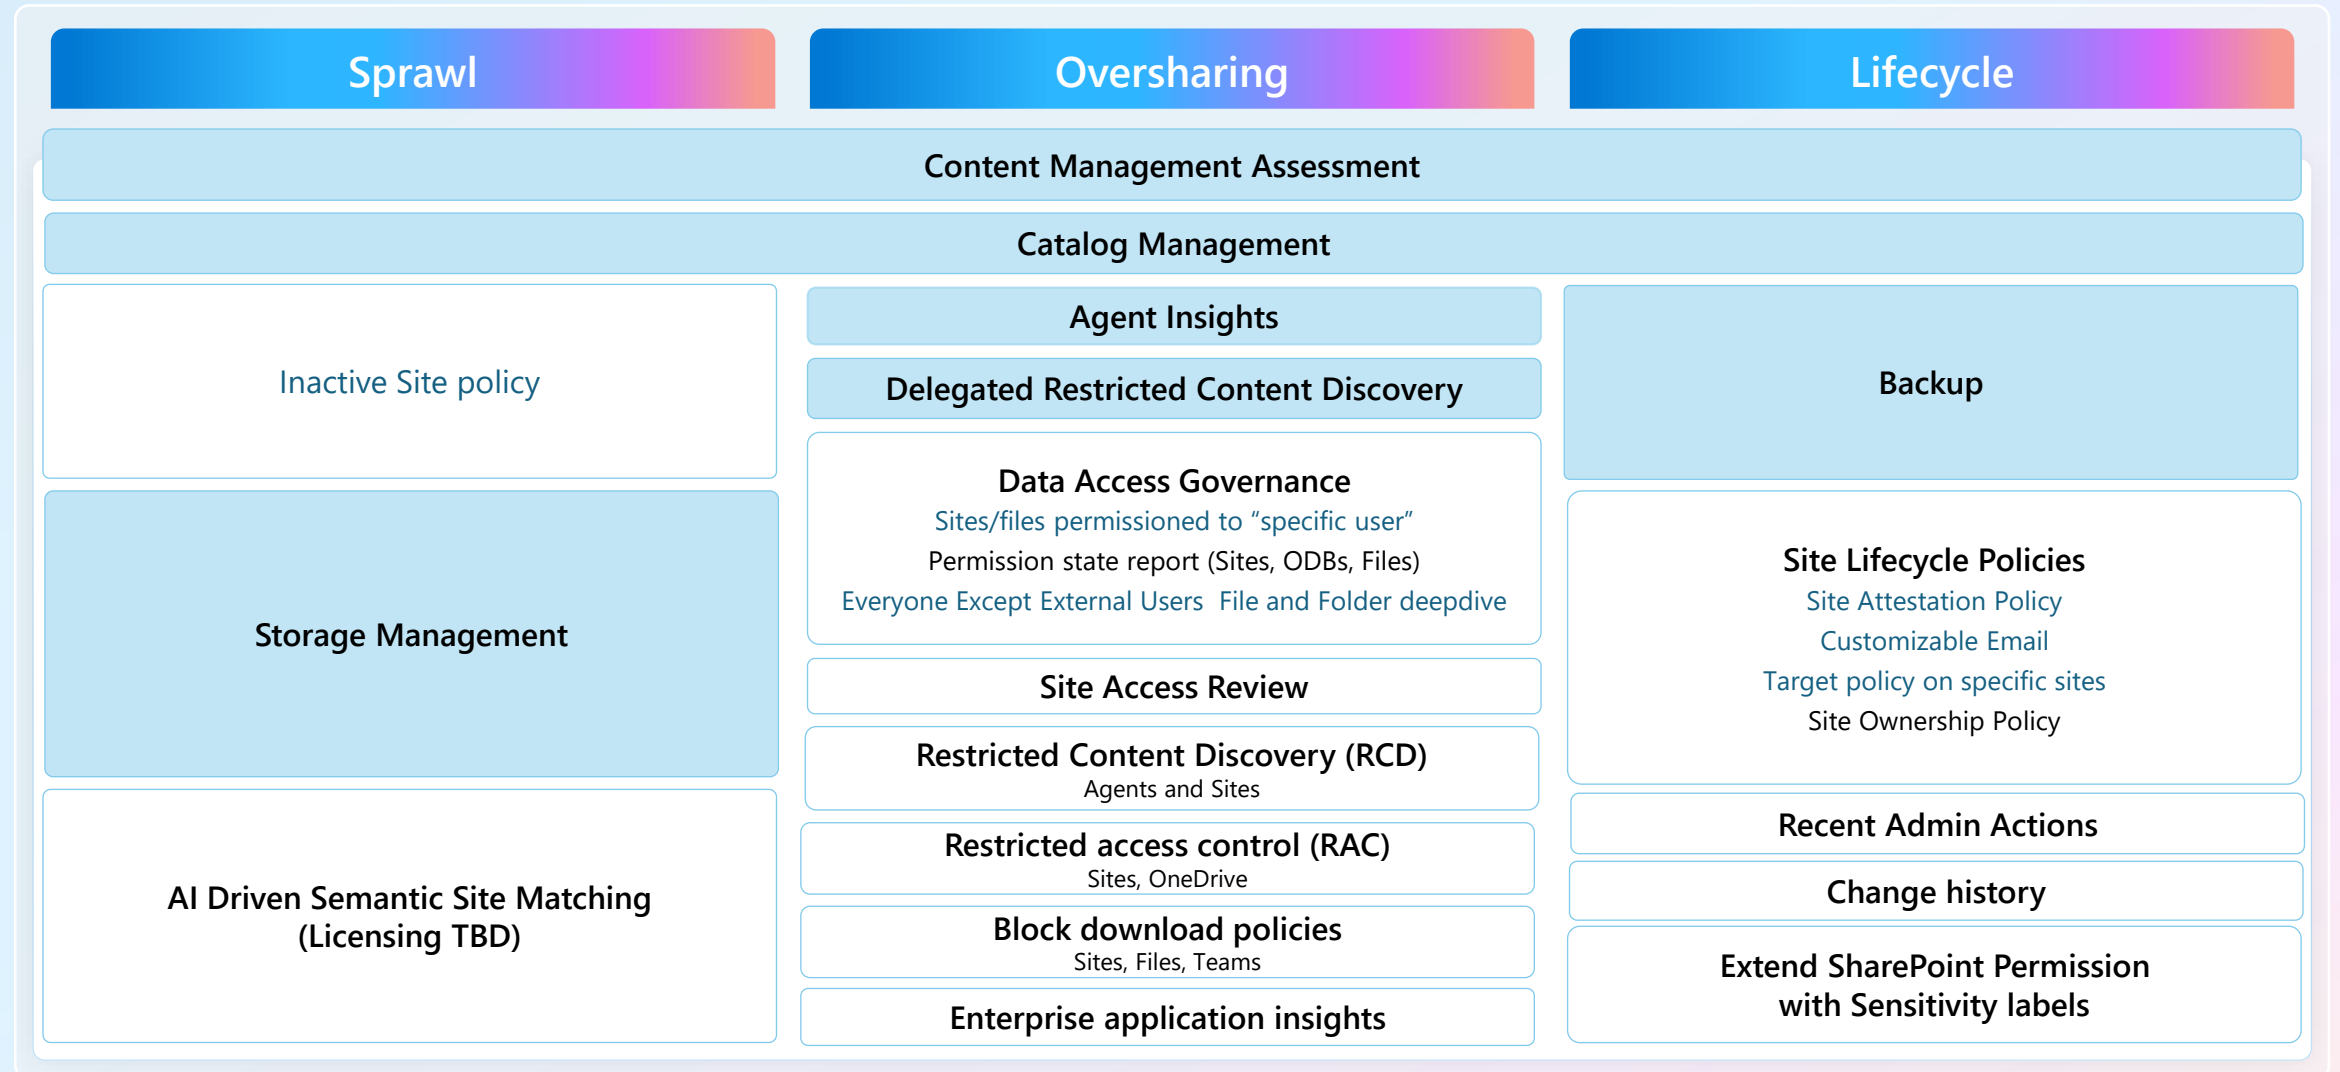 Sprawl
Oversharing
Lifecycle
Content Management Assessment
Catalog Management
Inactive Site policy
Storage Management
AI Driven Semantic Site Matching
(Licensing TBD)
Agent Insights
Delegated Restricted Content Discovery
Data Access Governance
Sites/files permissioned to “specific user”
Permission state report (Sites, ODBs, Files)
Everyone Except External Users  File and Folder deepdive
Site Access Review
Restricted Content Discovery (RCD)
Agents and Sites
Restricted access control (RAC)
Sites, OneDrive
Block download policies
Sites, Files, Teams
Enterprise application insights
Backup
Site Lifecycle Policies
Site Attestation Policy
Customizable Email
Target policy on specific sites
Site Ownership Policy
Recent Admin Actions
Change history
Extend SharePoint Permission
with Sensitivity labels